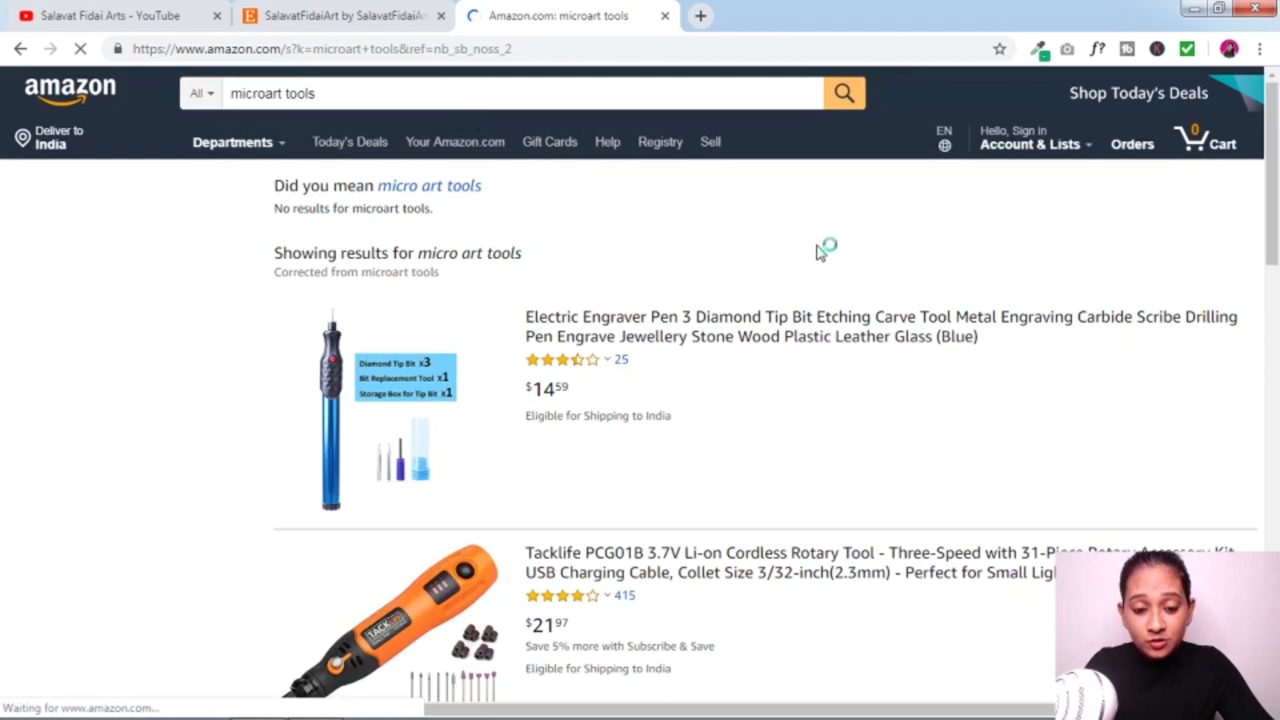 Salavat Fidai Arts - YouTube
SalavatFidaiArt by SalavatFidaiAr
Amazon.com: microart tools
https://www.amazon.com/s?k=microart+tools&ref=nb_sb_noss_2
amazon
All
microart tools
Shop Today's Deals
Deliver to
India
Departments
Today's Deals
Your Amazon.com
Gift Cards
Help
Registry
Sell
EN
Hello, Sign in
Account & Lists
Orders
0
Cart
Did you mean micro art tools
No results for microart tools.
Showing results for micro art tools
Corrected from microart tools
Electric Engraver Pen 3 Diamond Tip Bit Etching Carve Tool Metal Engraving Carbide Scribe Drilling
Pen Engrave Jewellery Stone Wood Plastic Leather Glass (Blue)
25
$14 59
Eligible for Shipping to India
Diamond Tip Bit x3
Bit Replacement Tool x1
Storage Box for Tip Bit x1
Tacklife PCG01B 3.7V Li-on Cordless Rotary Tool - Three-Speed with 31-Piece Rotary Accessory Kit,
USB Charging Cable, Collet Size 3/32-inch(2.3mm) - Perfect for Small
415
$21 97
Save 5% more with Subscribe & Save
Eligible for Shipping to India
TACKLIFE
Waiting for www.amazon.com...